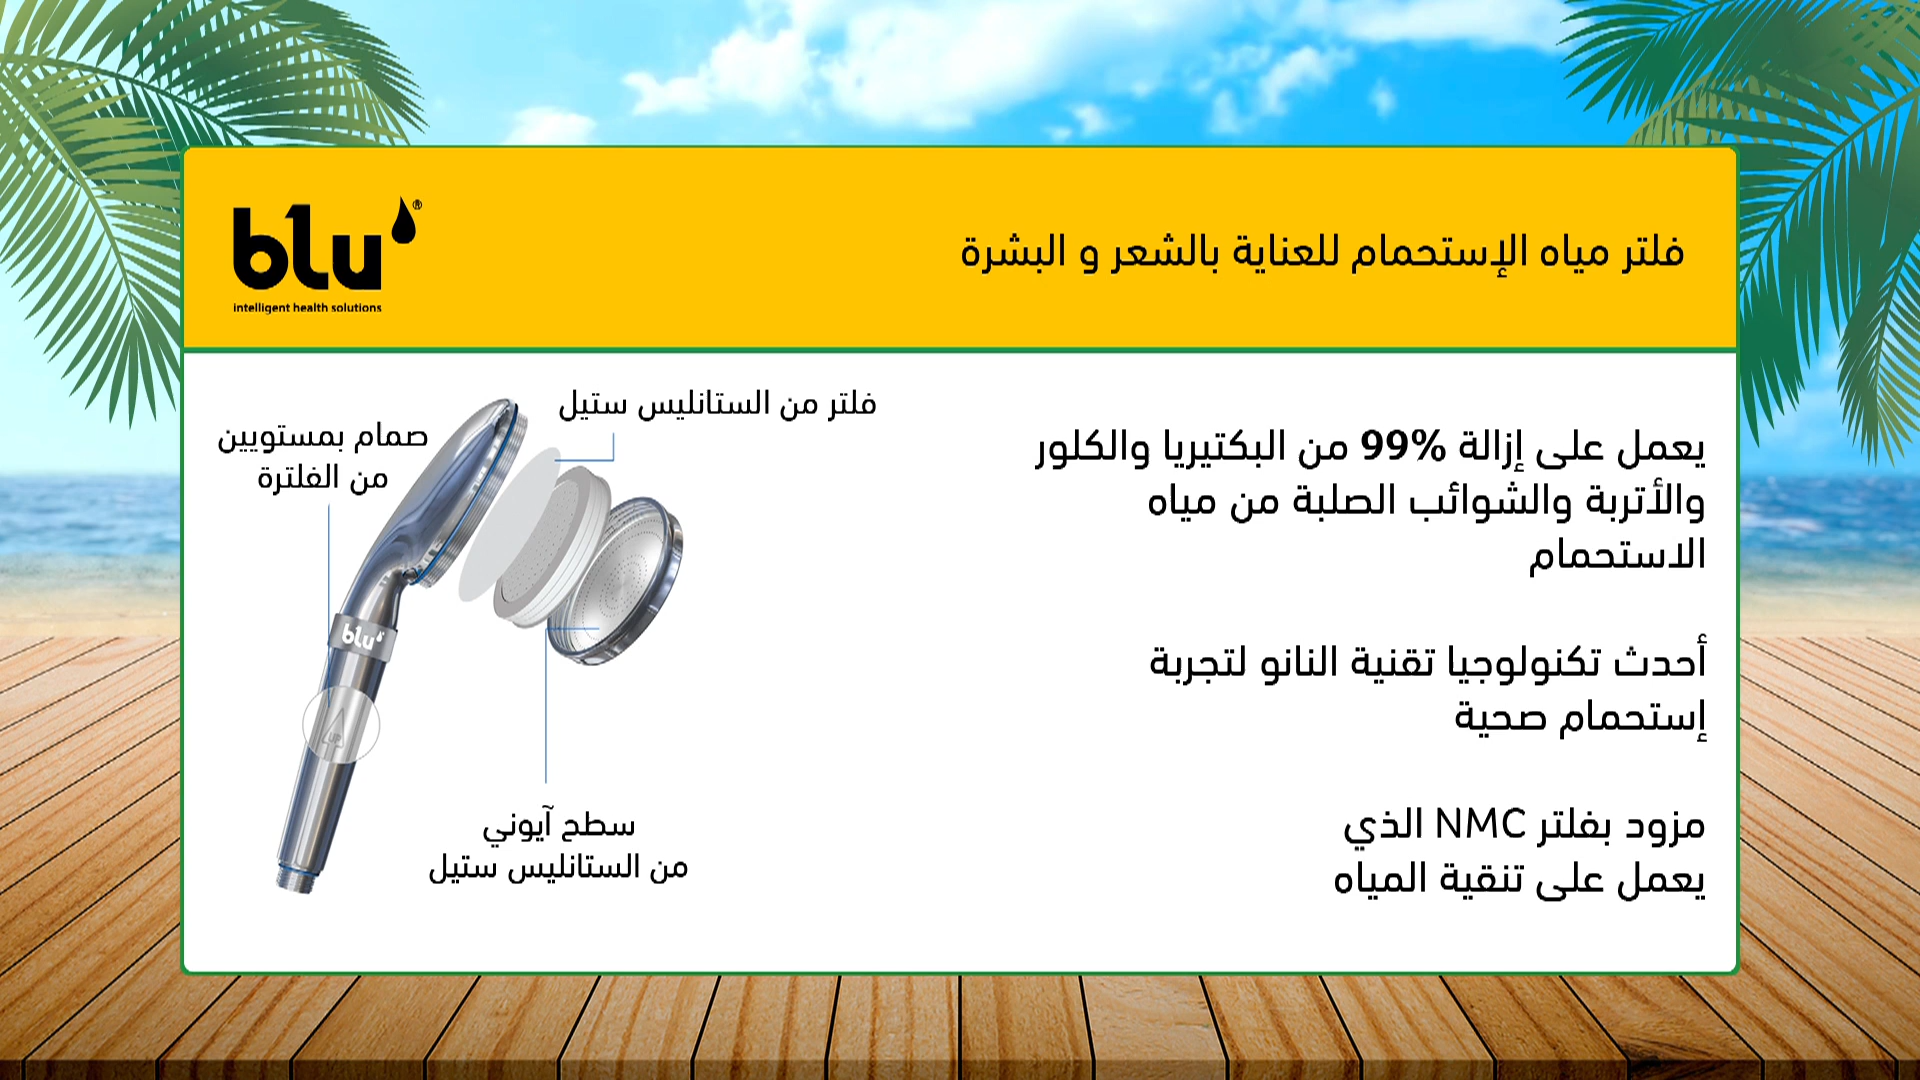 فلتر مياه الإستحمام للعناية بالشعر و البشرة
blu®
intelligent health solutions
يعمل على إزالة 99% من البكتيريا والكلور
والأتربة والشوائب الصلبة من مياه
الاستحمام
أحدث تكنولوجيا تقنية النانو لتجربة
إستحمام صحية
مزود بفلتر NMC الذي
يعمل على تنقية المياه
فلتر من الستانليس ستيل
صمام بمستويين
من الفلترة
blu
UP
سطح آيوني
من الستانليس ستيل